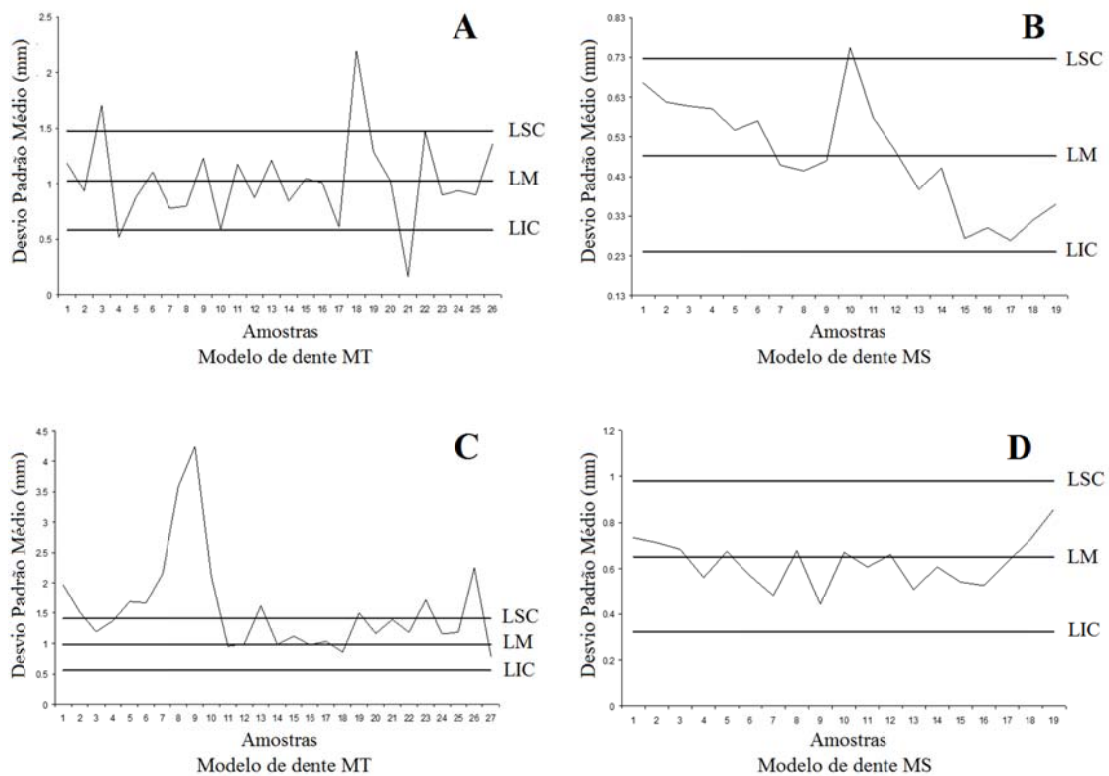 A
Desvio Padrão Médio (mm)
2.5
2
1.5
1
0.5
0
LSC
LM
LIC
1 2 3 4 5 6 7 8 9 10 11 12 13 14 15 16 17 18 19 20 21 22 23 24 25 26
Amostras
Modelo de dente MT
B
Desvio Padrão Médio (mm)
0.83
0.73
0.63
0.53
0.43
0.33
0.23
0.13
LSC
LM
LIC
1 2 3 4 5 6 7 8 9 10 11 12 13 14 15 16 17 18 19
Amostras
Modelo de dente MS
C
Desvio Padrão Médio (mm)
4.5
4
3.5
3
2.5
2
1.5
1
0.5
0
LSC
LM
LIC
1 2 3 4 5 6 7 8 9 10 11 12 13 14 15 16 17 18 19 20 21 22 23 24 25 26 27
Amostras
Modelo de dente MT
D
Desvio Padrão Médio (mm)
1.2
1
0.8
0.6
0.4
0.2
0
LSC
LM
LIC
1 2 3 4 5 6 7 8 9 10 11 12 13 14 15 16 17 18 19
Amostras
Modelo de dente MS